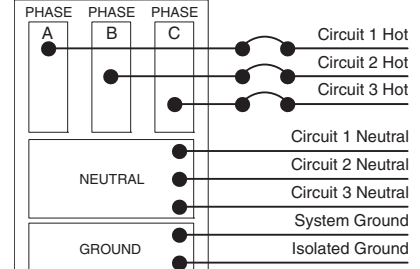 PHASE PHASE PHASE
A B C
Circuit 1 Hot
Circuit 2 Hot
Circuit 3 Hot
Circuit 1 Neutral
Circuit 2 Neutral
NEUTRAL
Circuit 3 Neutral
System Ground
GROUND
Isolated Ground